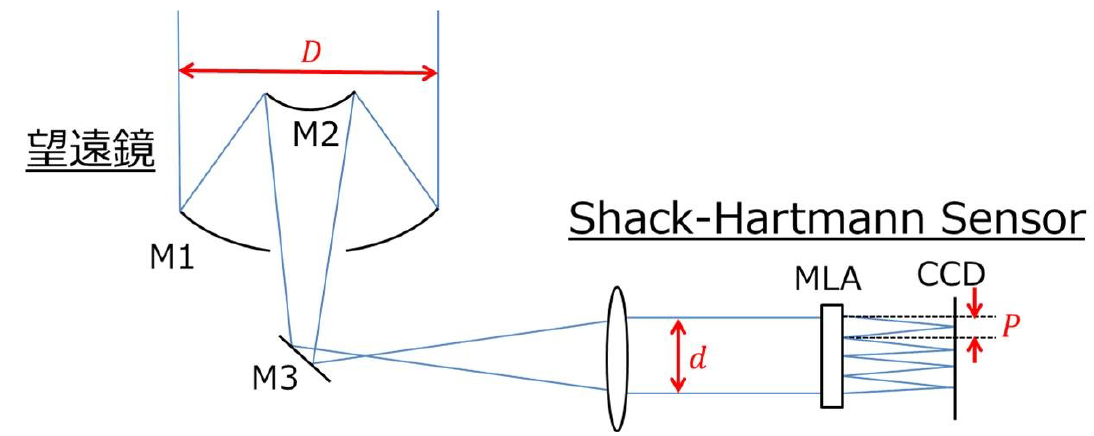 D
M2
望遠鏡
M1
Shack-Hartmann Sensor
MLA
CCD
P
d
M3